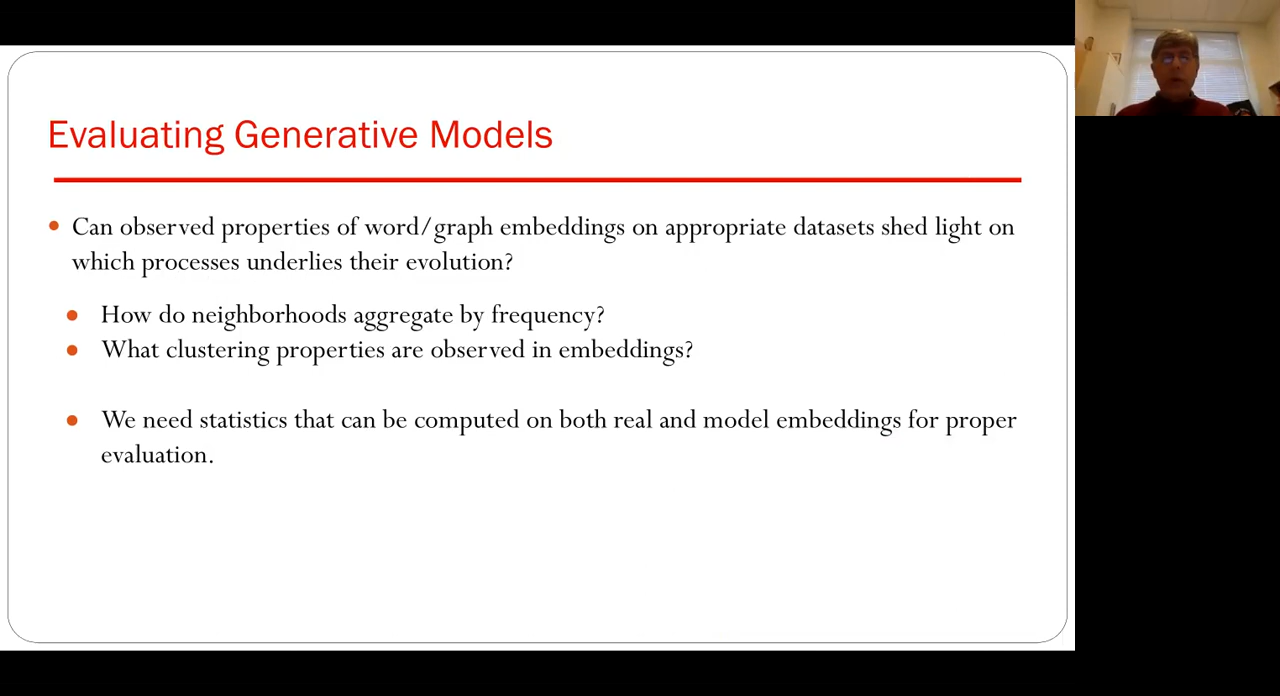 Evaluating Generative Models
• Can observed properties of word/graph embeddings on appropriate datasets shed light on
which processes underlies their evolution?
• How do neighborhoods aggregate by frequency?
• What clustering properties are observed in embeddings?
• We need statistics that can be computed on both real and model embeddings for proper
evaluation.